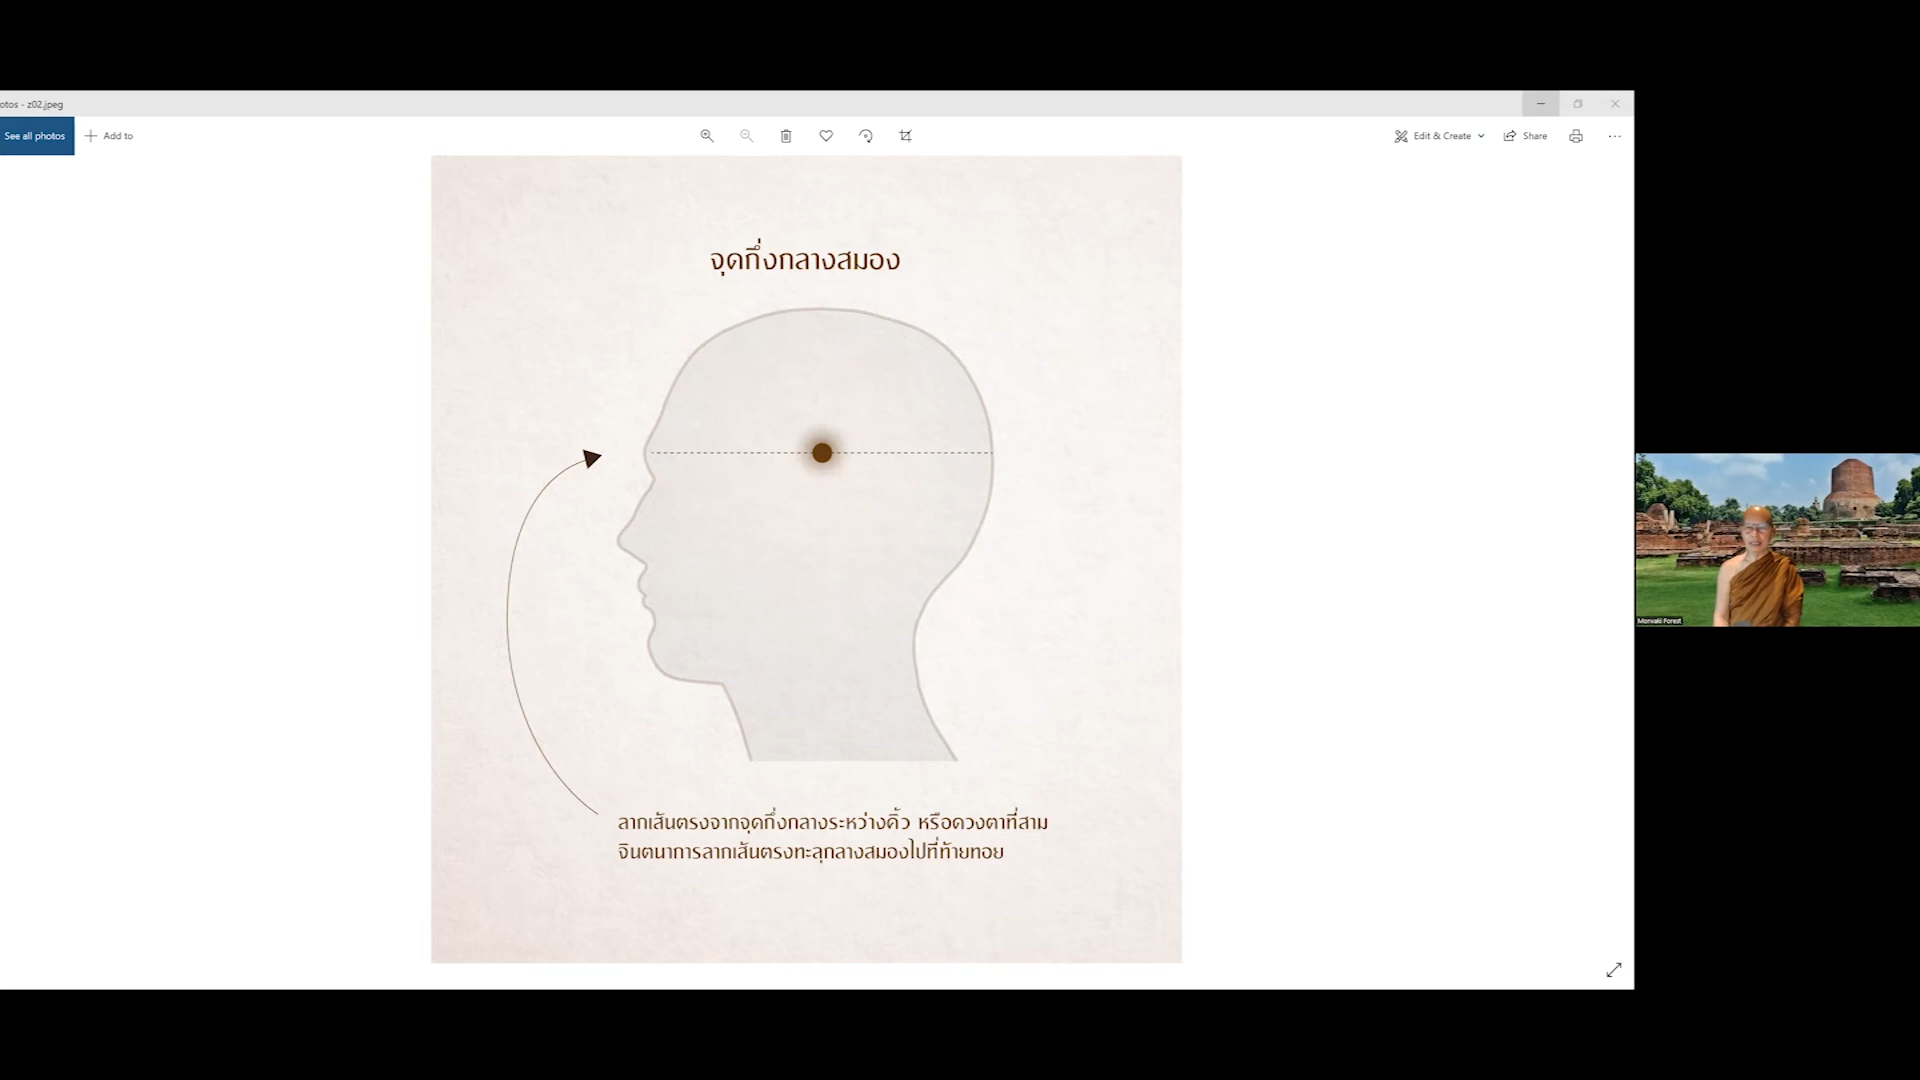 otos - z02.jpeg
See all photos
Add to
Edit & Create
Share
จุดกึ่งกลางสมอง
ลากเส้นตรงจากจุดกึ่งกลางระหว่างคิ้ว หรือดวงตาที่สาม
จินตนาการลากเส้นตรงทะลุกลางสมองไปที่ท้ายทอย
Monvaki Forest